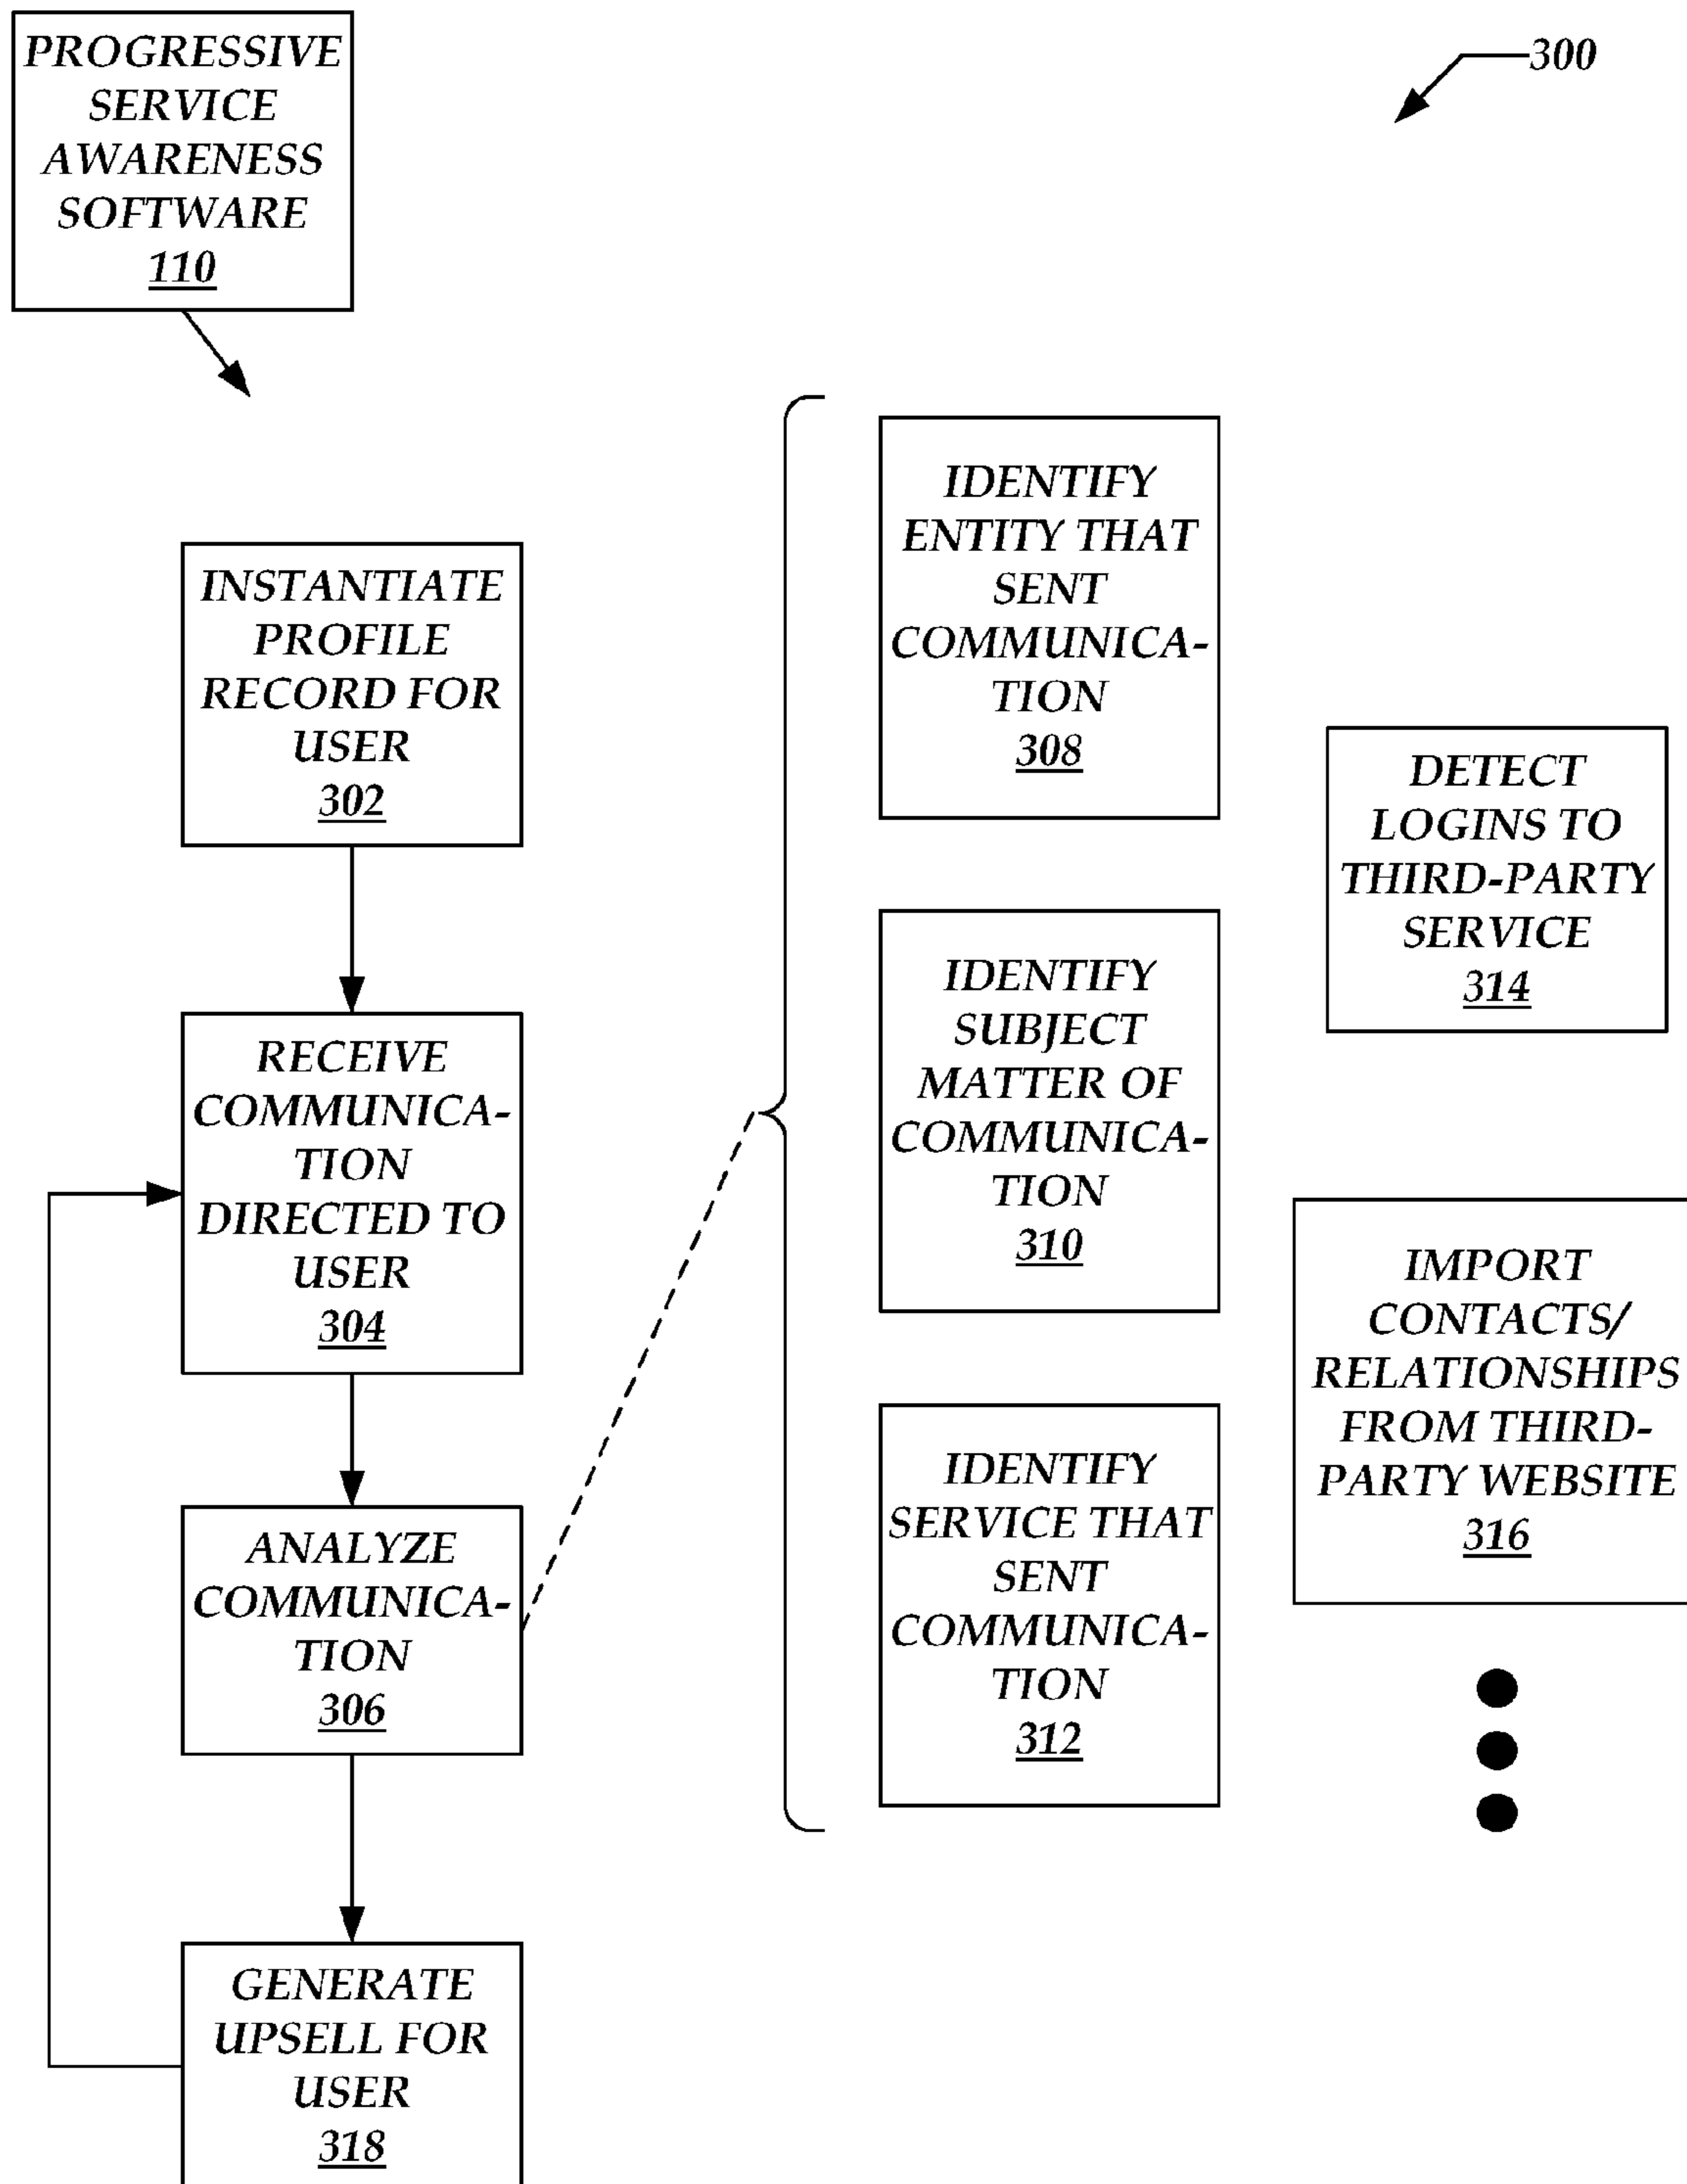 PROGRESSIVE
SERVICE
AWARENESS
SOFTWARE
110
300
INSTANTIATE
PROFILE
RECORD FOR
USER
302
RECEIVE
COMMUNICA-
TION
DIRECTED TO
USER
304
ANALYZE
COMMUNICA-
TION
306
GENERATE
UPSELL FOR
USER
318
IDENTIFY
ENTITY THAT
SENT
COMMUNICA-
TION
308
IDENTIFY
SUBJECT
MATTER OF
COMMUNICA-
TION
310
IDENTIFY
SERVICE THAT
SENT
COMMUNICA-
TION
312
DETECT
LOGINS TO
THIRD-PARTY
SERVICE
314
IMPORT
CONTACTS/
RELATIONSHIPS
FROM THIRD-
PARTY WEBSITE
316